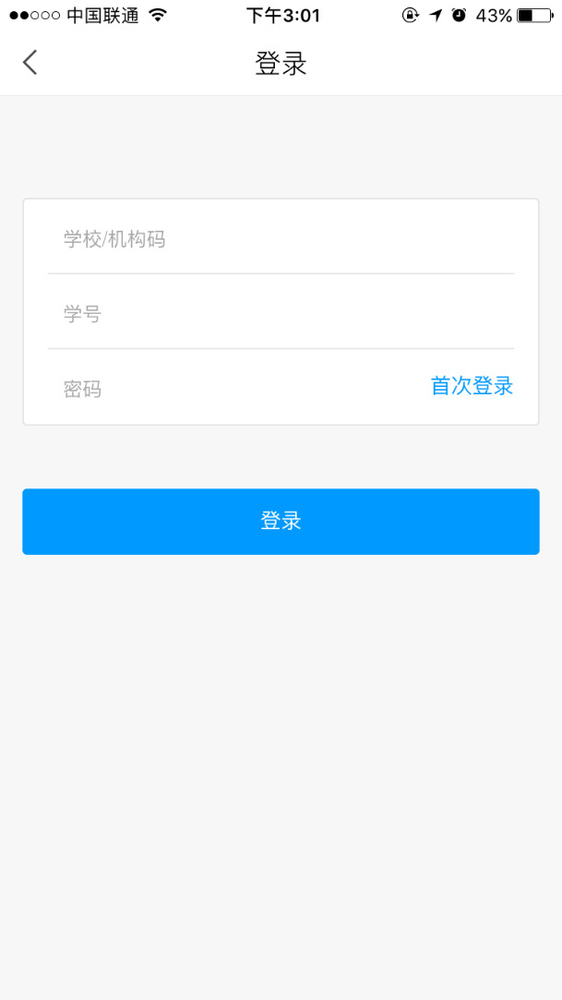 中国联通 下午3:01 43%
登录
学校/机构码
学号
密码 首次登录
登录